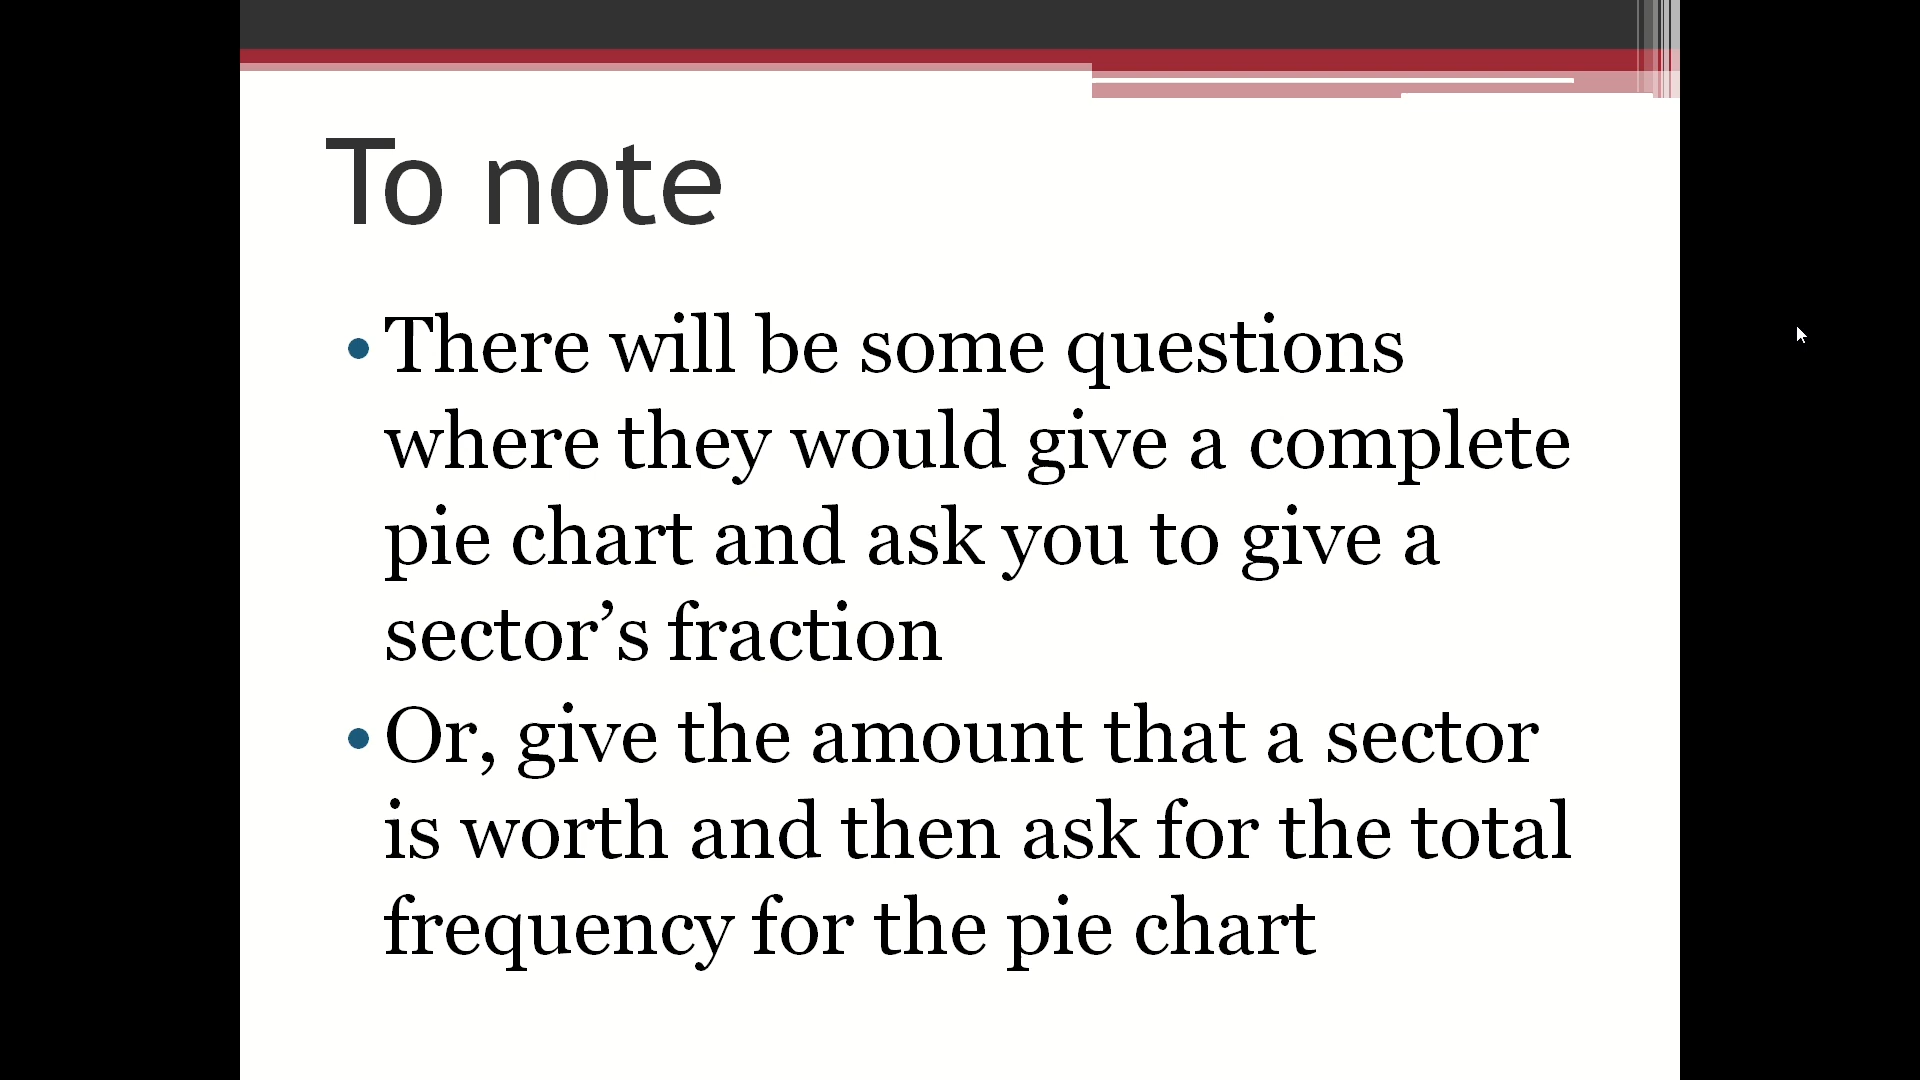 To note
• There will be some questions
where they would give a complete
pie chart and ask you to give a
sector’s fraction
• Or, give the amount that a sector
is worth and then ask for the total
frequency for the pie chart